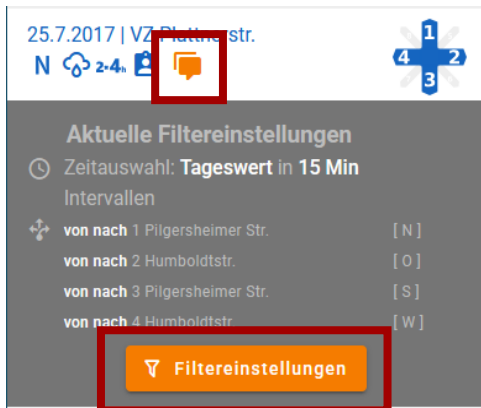 25.7.2017 | VZ Plattnerstr.
N 2·4h
1
4 2
3
Aktuelle Filtereinstellungen
Zeitauswahl: Tageswert in 15 Min
Intervallen
von nach 1 Pilgersheimer Str. [ N ]
von nach 2 Humboldtstr. [ O ]
von nach 3 Pilgersheimer Str. [ S ]
von nach 4 Humboldtstr. [ W ]
Filtereinstellungen